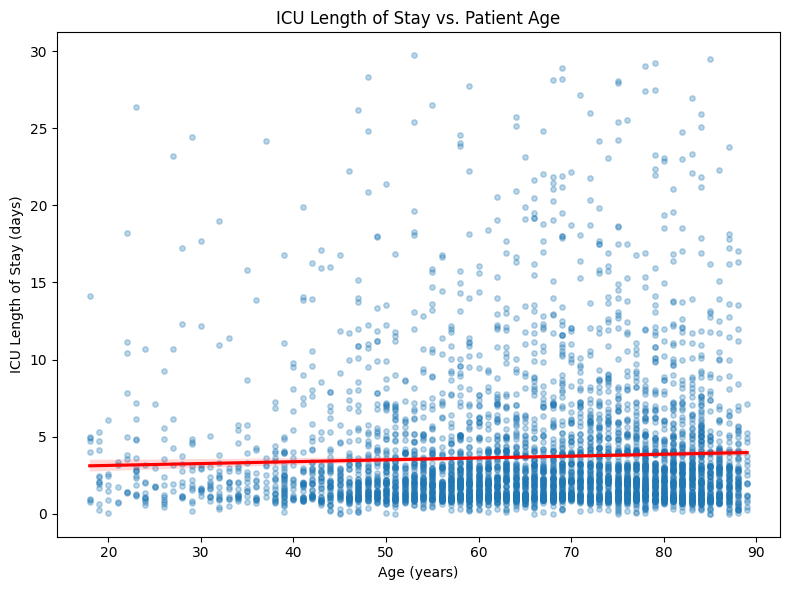 ICU Length of Stay vs. Patient Age
ICU Length of Stay (days)
30
25
20
15
10
5
0
20 30 40 50 60 70 80 90
Age (years)